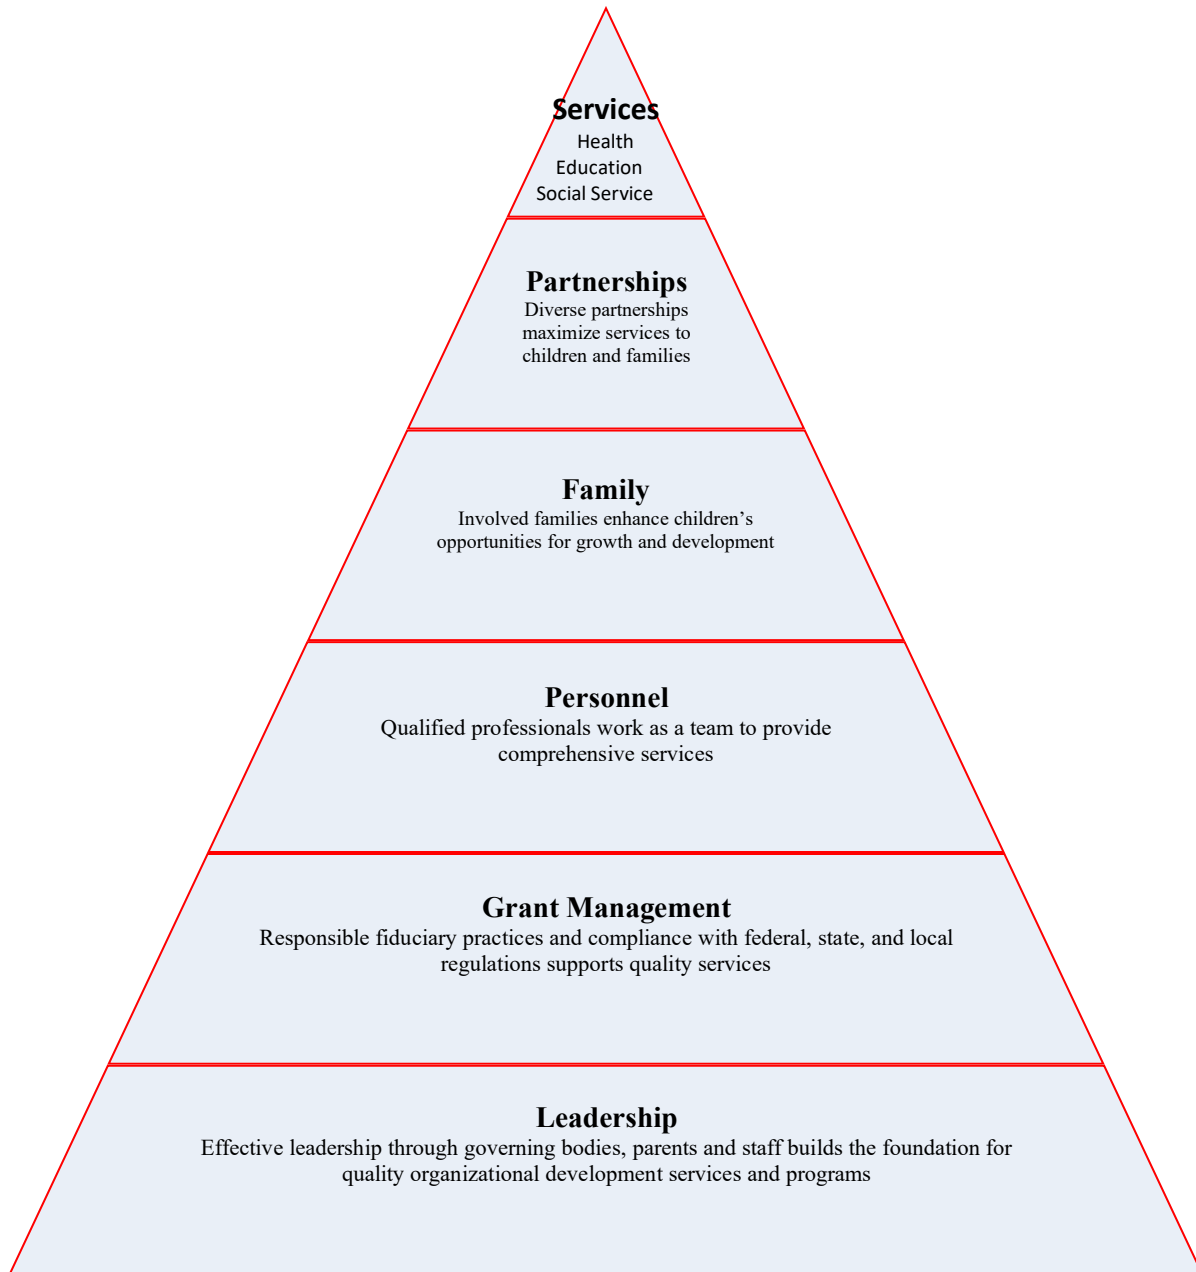 Services
Health
Education
Social Service
Partnerships
Diverse partnerships
maximize services to
children and families
Family
Involved families enhance children’s
opportunities for growth and development
Personnel
Qualified professionals work as a team to provide
comprehensive services
Grant Management
Responsible fiduciary practices and compliance with federal, state, and local
regulations supports quality services
Leadership
Effective leadership through governing bodies, parents and staff builds the foundation for
quality organizational development services and programs